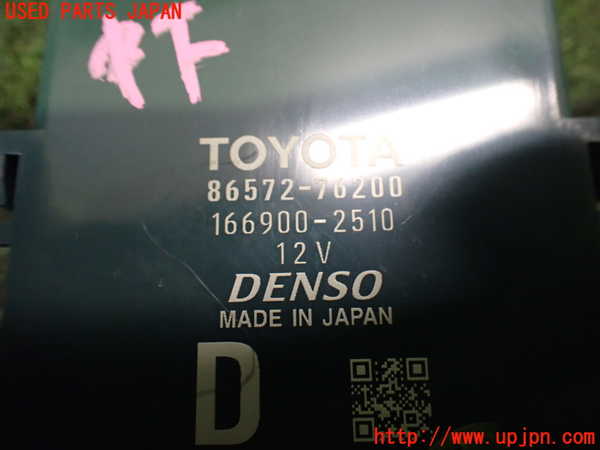 USED PARTS JAPAN
TOYOTA
86572-76200
166900-2510
12V
DENSO
MADE IN JAPAN
D
http://www.upjpn.com/